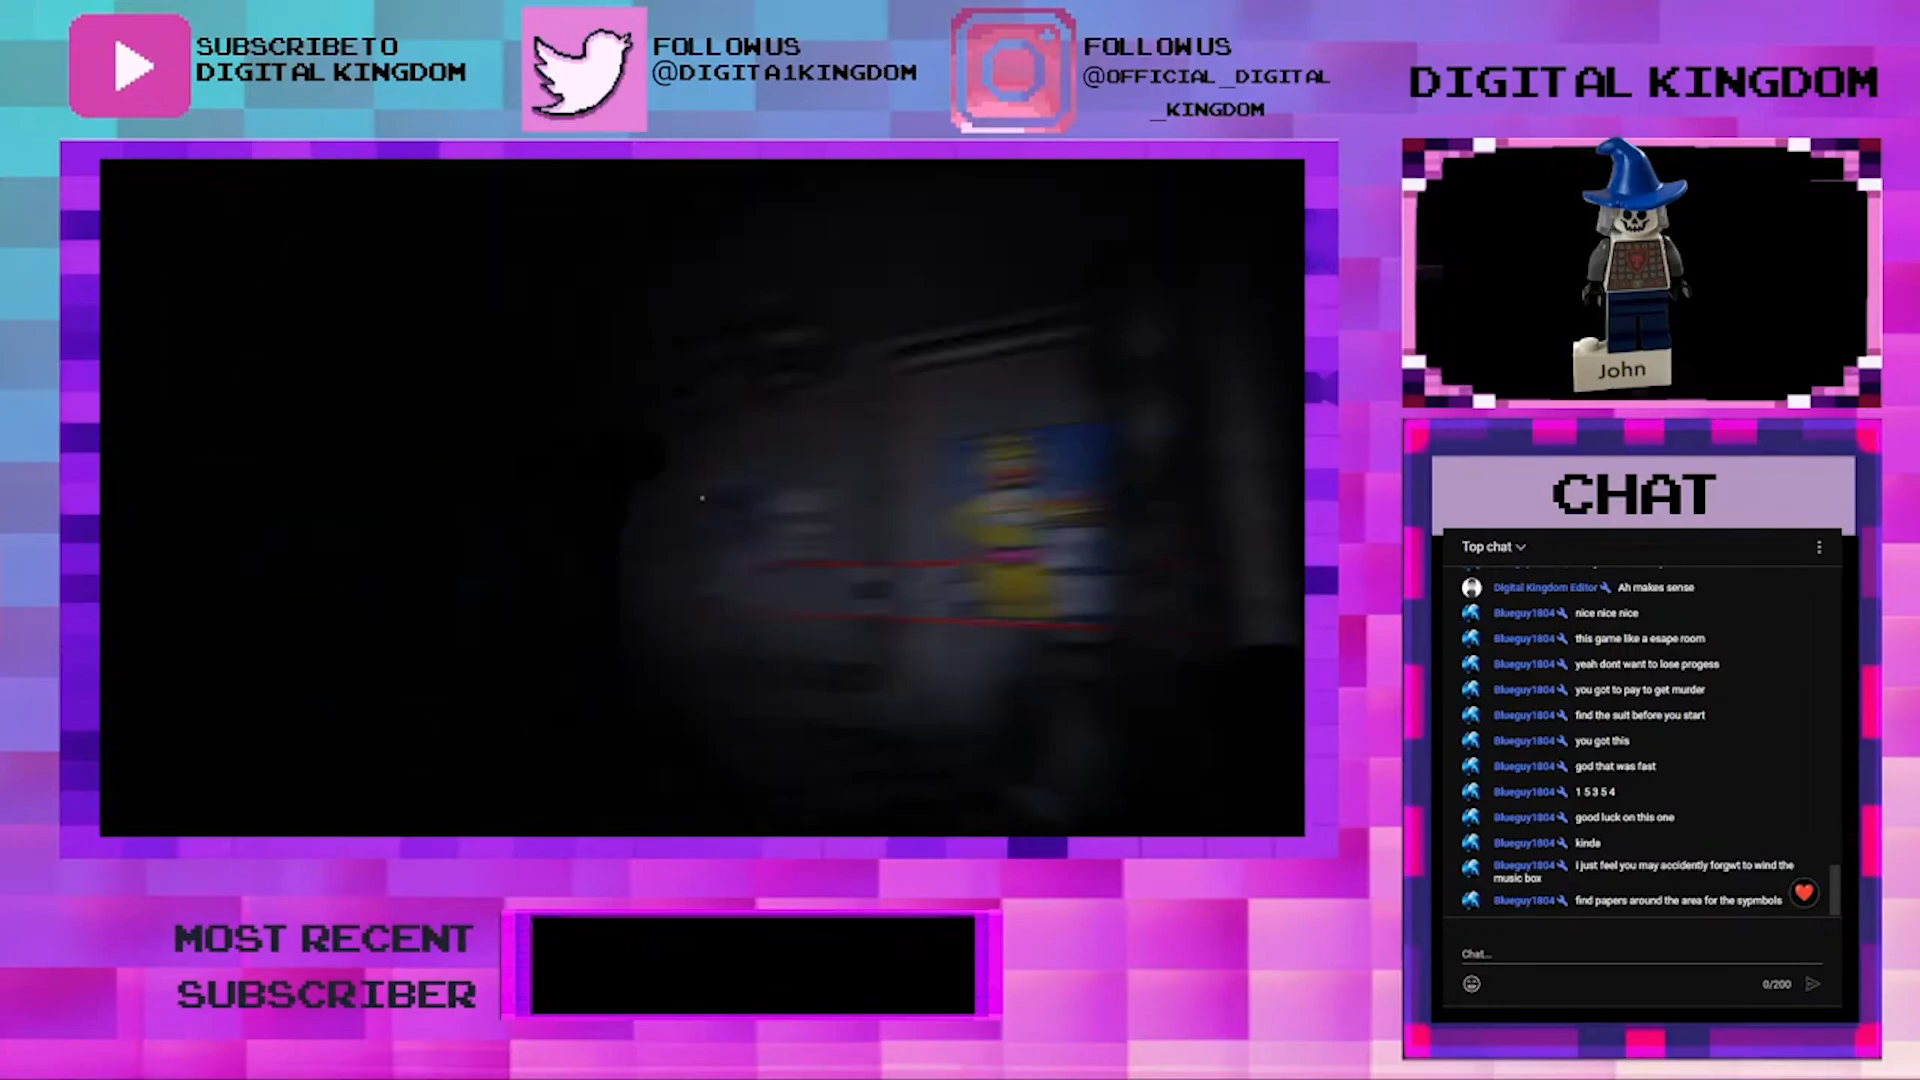 SUBSCRIBE TO
DIGITAL KINGDOM
FOLLOW US
@DIGITA1KINGDOM
FOLLOW US
@OFFICIAL_DIGITAL
_KINGDOM
DIGITAL KINGDOM
John
CHAT
Top chat
Digital Kingdom Editor Ah makes sense
Blueguy1804 nice nice nice
Blueguy1804 this game like a esape room
Blueguy1804 yeah dont want to lose progess
Blueguy1804 you got to pay to get murder
Blueguy1804 find the suit before you start
Blueguy1804 you got this
Blueguy1804 god that was fast
Blueguy1804 1 5 3 5 4
Blueguy1804 good luck on this one
Blueguy1804 kinda
Blueguy1804 i just feel you may accidently forgwt to wind the
music box
Blueguy1804 find papers around the area for the sypmbols
Chat...
0/200
MOST RECENT
SUBSCRIBER